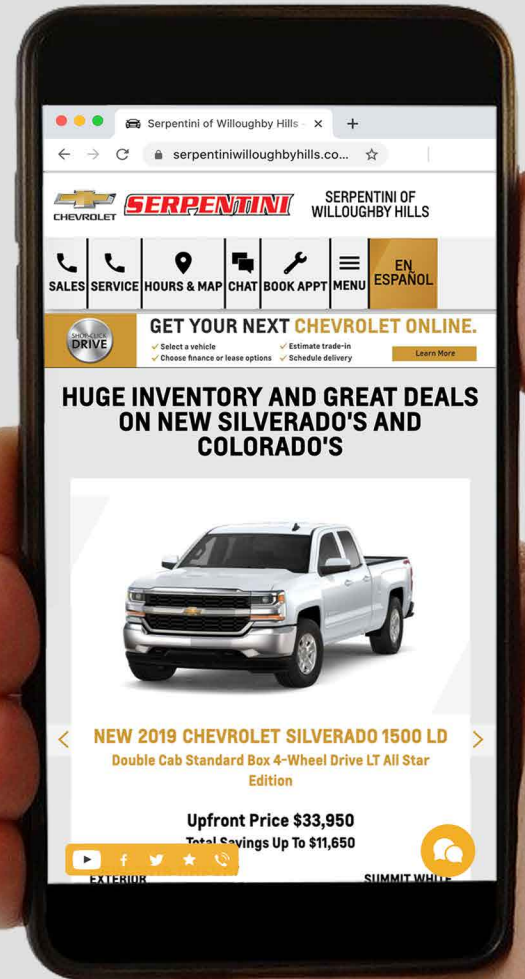 Serpentini of Willoughby Hills -
serpentiniwilloughbyhills.co...
CHEVROLET
SERPENTINI
SERPENTINI OF
WILLOUGHBY HILLS
SALES
SERVICE
HOURS & MAP
CHAT
BOOK APPT
MENU
EN
ESPAÑOL
SHOP·CLICK
DRIVE
GET YOUR NEXT CHEVROLET ONLINE.
Select a vehicle
Estimate trade-in
Choose finance or lease options
Schedule delivery
Learn More
HUGE INVENTORY AND GREAT DEALS
ON NEW SILVERADO'S AND
COLORADO'S
NEW 2019 CHEVROLET SILVERADO 1500 LD
Double Cab Standard Box 4-Wheel Drive LT All Star
Edition
Upfront Price $33,950
Total Savings Up To $11,650
EXTERIOR
SUMMIT WHITE